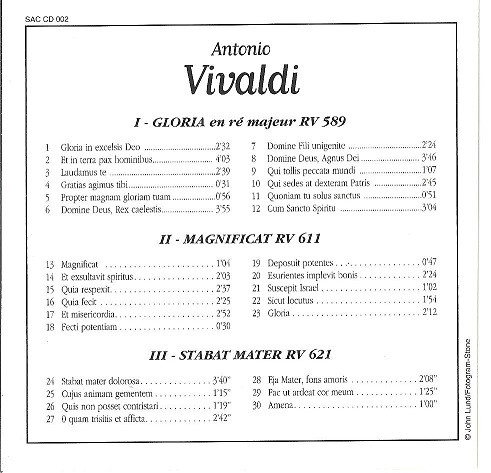 SAC CD 002
Antonio
Vivaldi
I - GLORIA en ré majeur RV 589
1 Gloria in excelsis Deo ........................2'32
2 Et in terra pax hominibus........................4'03
3 Laudamus te ........................2'39
4 Gratias agimus tibi........................0'31
5 Propter magnam gloriam tuam ................0'56
6 Domine Deus, Rex caelestis....................3'55
7 Domine Fili unigenite ........................2'24
8 Domine Deus, Agnus Dei ........................3'46
9 Qui tollis peccata mundi ........................1'07
10 Qui sedes at dexteram Patris ................2'45
11 Quoniam tu solus sanctus ....................0'51
12 Cum Sancto Spiritu ........................3'04
II - MAGNIFICAT RV 611
13 Magnificat . . . . . . . . . . . . . . . . . . . . 1'04
14 Et exsultavit spiritus. . . . . . . . . . . . . . . 2'03
15 Quia respexit. . . . . . . . . . . . . . . . . . . 2'37
16 Quia fecit . . . . . . . . . . . . . . . . . . . . 2'25
17 Et misericordia. . . . . . . . . . . . . . . . . . 2'52
18 Fecti potentiam . . . . . . . . . . . . . . . . . 0'30
19 Deposuit potentes . . . . . . . . . . . . . . . 0'47
20 Esurientes implevit bonis . . . . . . . . . . . 2'24
21 Suscepit Israel . . . . . . . . . . . . . . . . . 1'02
22 Sicut locutus . . . . . . . . . . . . . . . . . . 1'54
23 Gloria . . . . . . . . . . . . . . . . . . . . . . 2'12
III - STABAT MATER RV 621
24 Stabat mater dolorosa. . . . . . . . . . . . . 3'40"
25 Cujus animam gementem . . . . . . . . . . . 1'15"
26 Quis non posset contristari. . . . . . . . . . 1'19"
27 O quam trisitis et afficta. . . . . . . . . . . . 2'42"
28 Eja Mater, fons amoris . . . . . . . . . . . . 2'08"
29 Fac ut ardeat cor meum . . . . . . . . . . . . 1'25"
30 Amena. . . . . . . . . . . . . . . . . . . . . . 1'00"
© John Lund/Fotogram-Stone